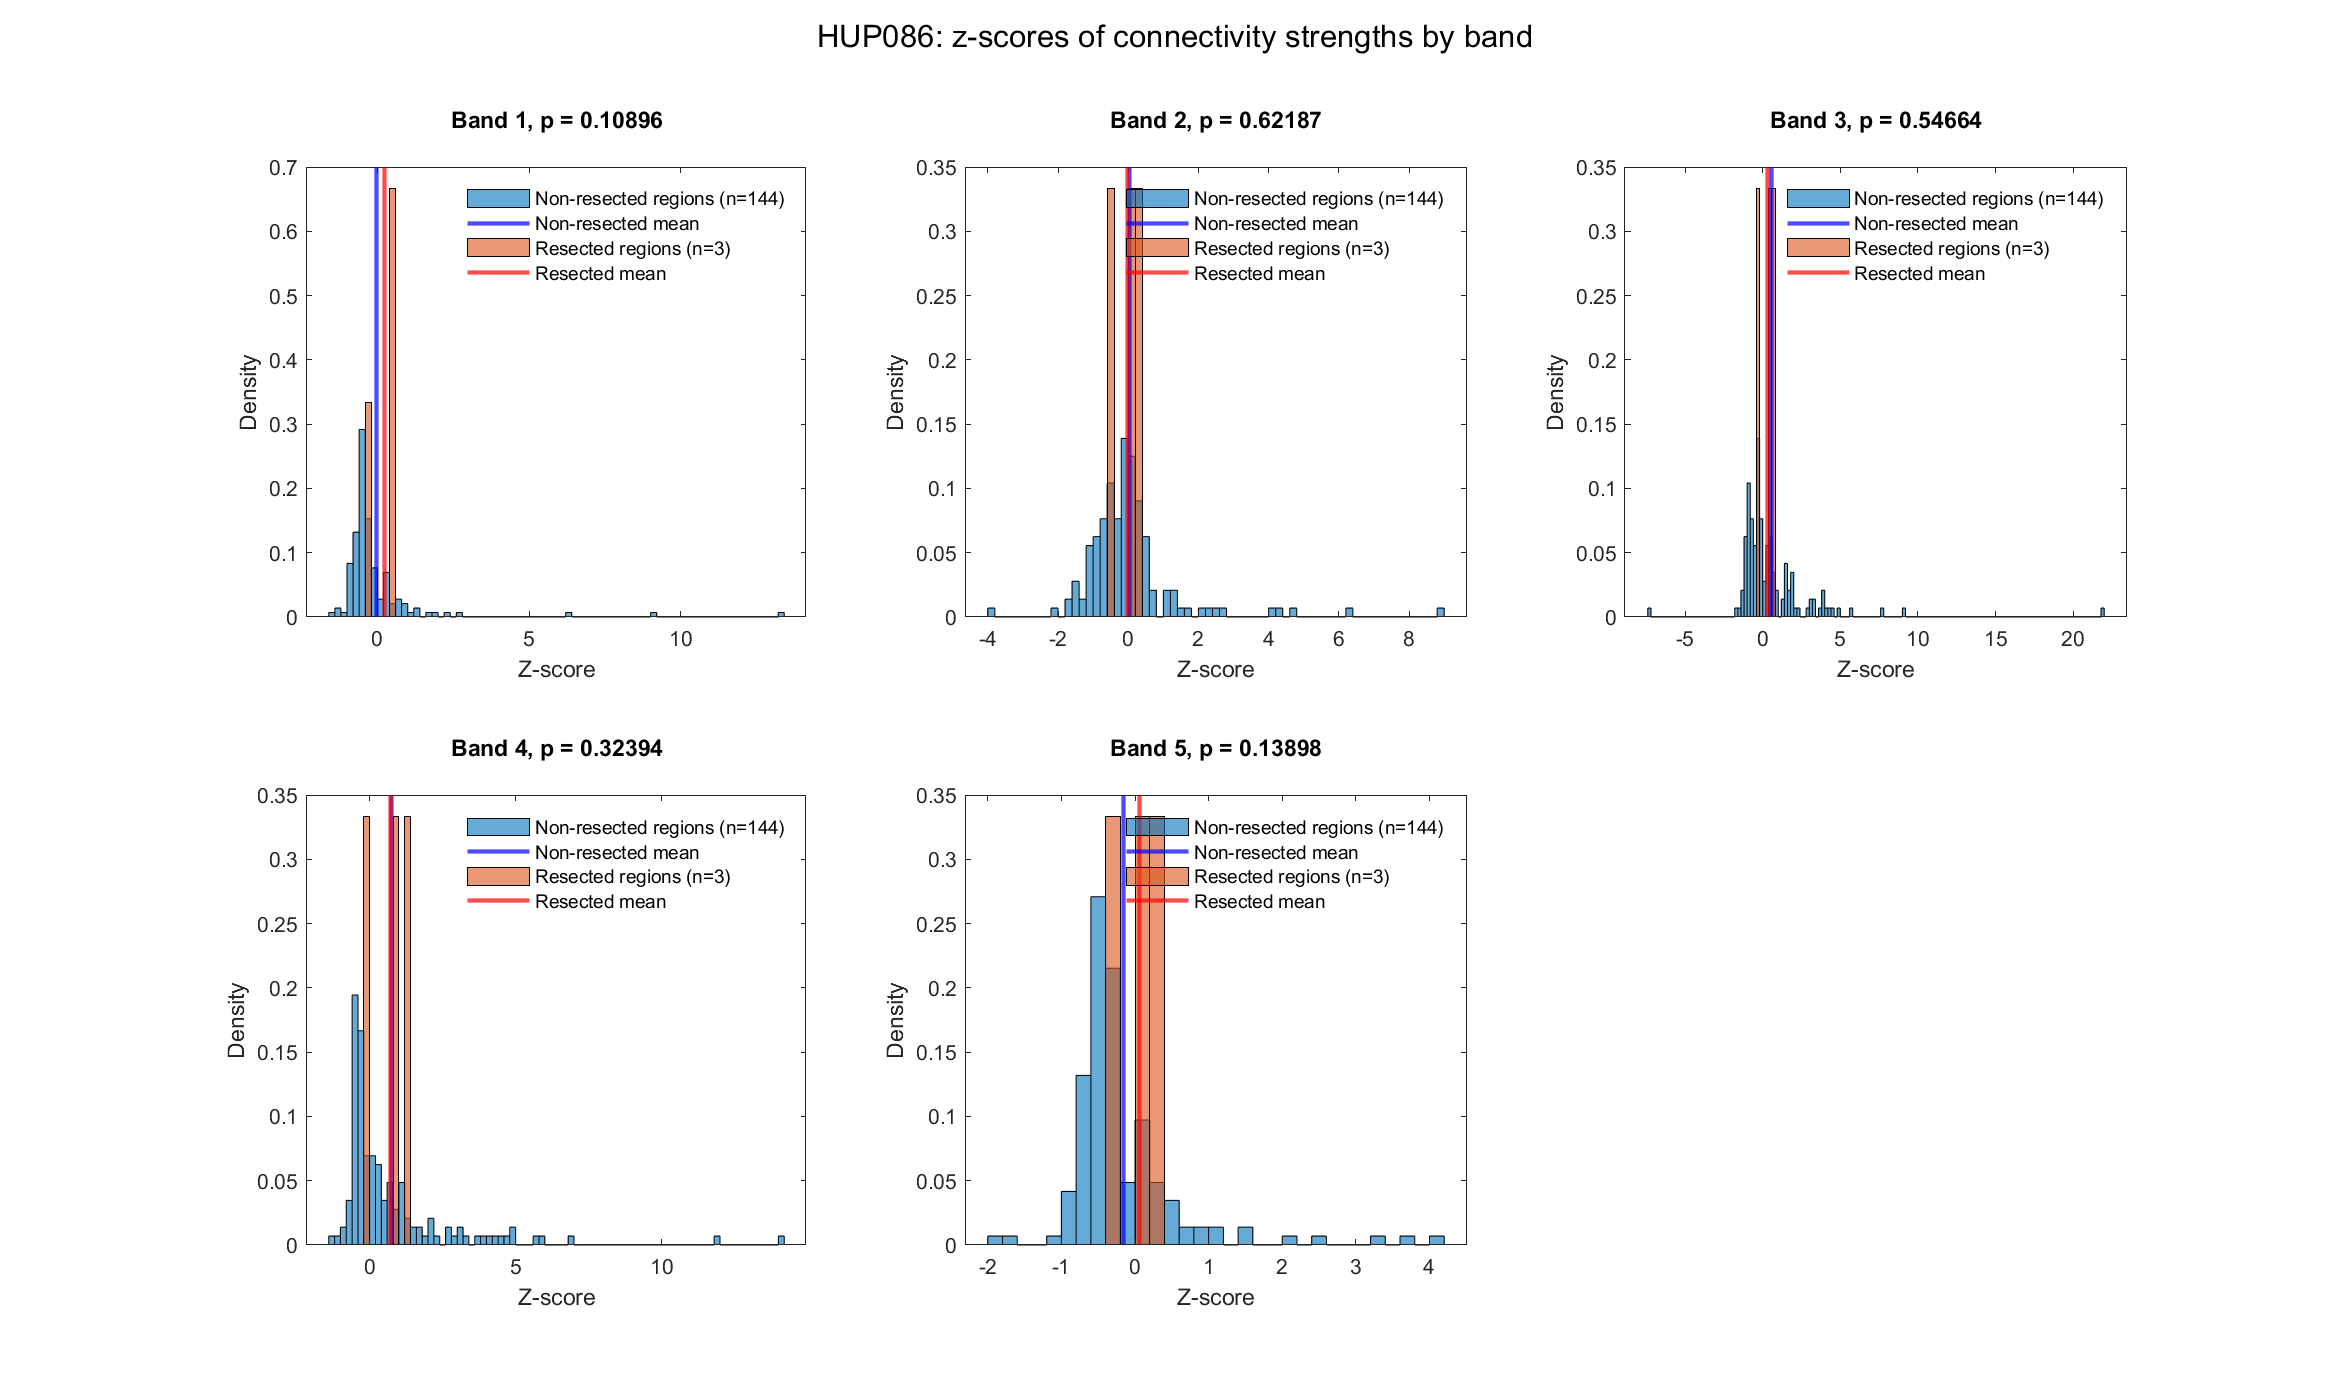 HUP086: z-scores of connectivity strengths by band
Band 1, p = 0.10896
0.7
0.6
0.5
0.4
0.3
0.2
0.1
0
Density
0 5 10
Z-score
Non-resected regions (n=144)
Non-resected mean
Resected regions (n=3)
Resected mean
Band 2, p = 0.62187
0.35
0.3
0.25
0.2
0.15
0.1
0.05
0
Density
-4 -2 0 2 4 6 8
Z-score
Non-resected regions (n=144)
Non-resected mean
Resected regions (n=3)
Resected mean
Band 3, p = 0.54664
0.35
0.3
0.25
0.2
0.15
0.1
0.05
0
Density
-5 0 5 10 15 20
Z-score
Non-resected regions (n=144)
Non-resected mean
Resected regions (n=3)
Resected mean
Band 4, p = 0.32394
0.35
0.3
0.25
0.2
0.15
0.1
0.05
0
Density
0 5 10
Z-score
Non-resected regions (n=144)
Non-resected mean
Resected regions (n=3)
Resected mean
Band 5, p = 0.13898
0.35
0.3
0.25
0.2
0.15
0.1
0.05
0
Density
-2 -1 0 1 2 3 4
Z-score
Non-resected regions (n=144)
Non-resected mean
Resected regions (n=3)
Resected mean